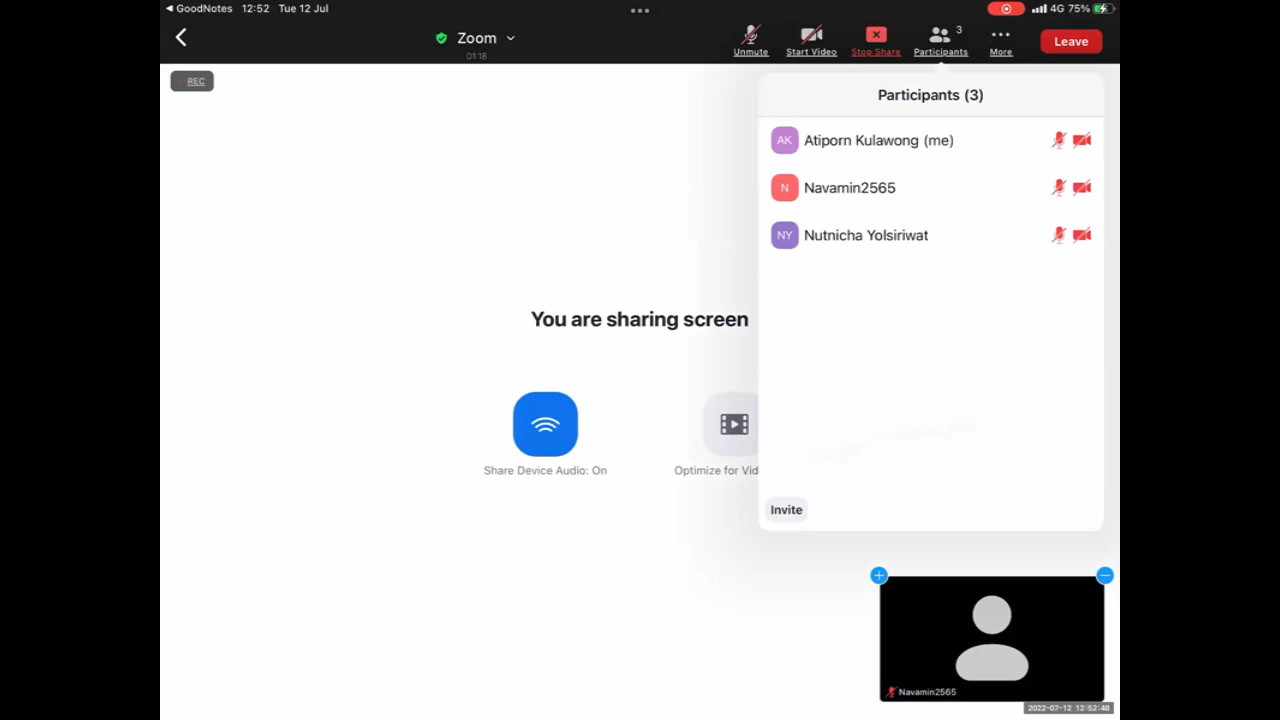 GoodNotes 12:52 Tue 12 Jul
4G 75%
Zoom
01:18
Unmute
Start Video
Stop Share
Participants
3
More
Leave
REC
Participants (3)
AK Atiporn Kulawong (me)
N Navamin2565
NY Nutnicha Yolsiriwat
You are sharing screen
Share Device Audio: On
Optimize for Vid
Invite
Navamin2565
2022-07-12 12:52:48